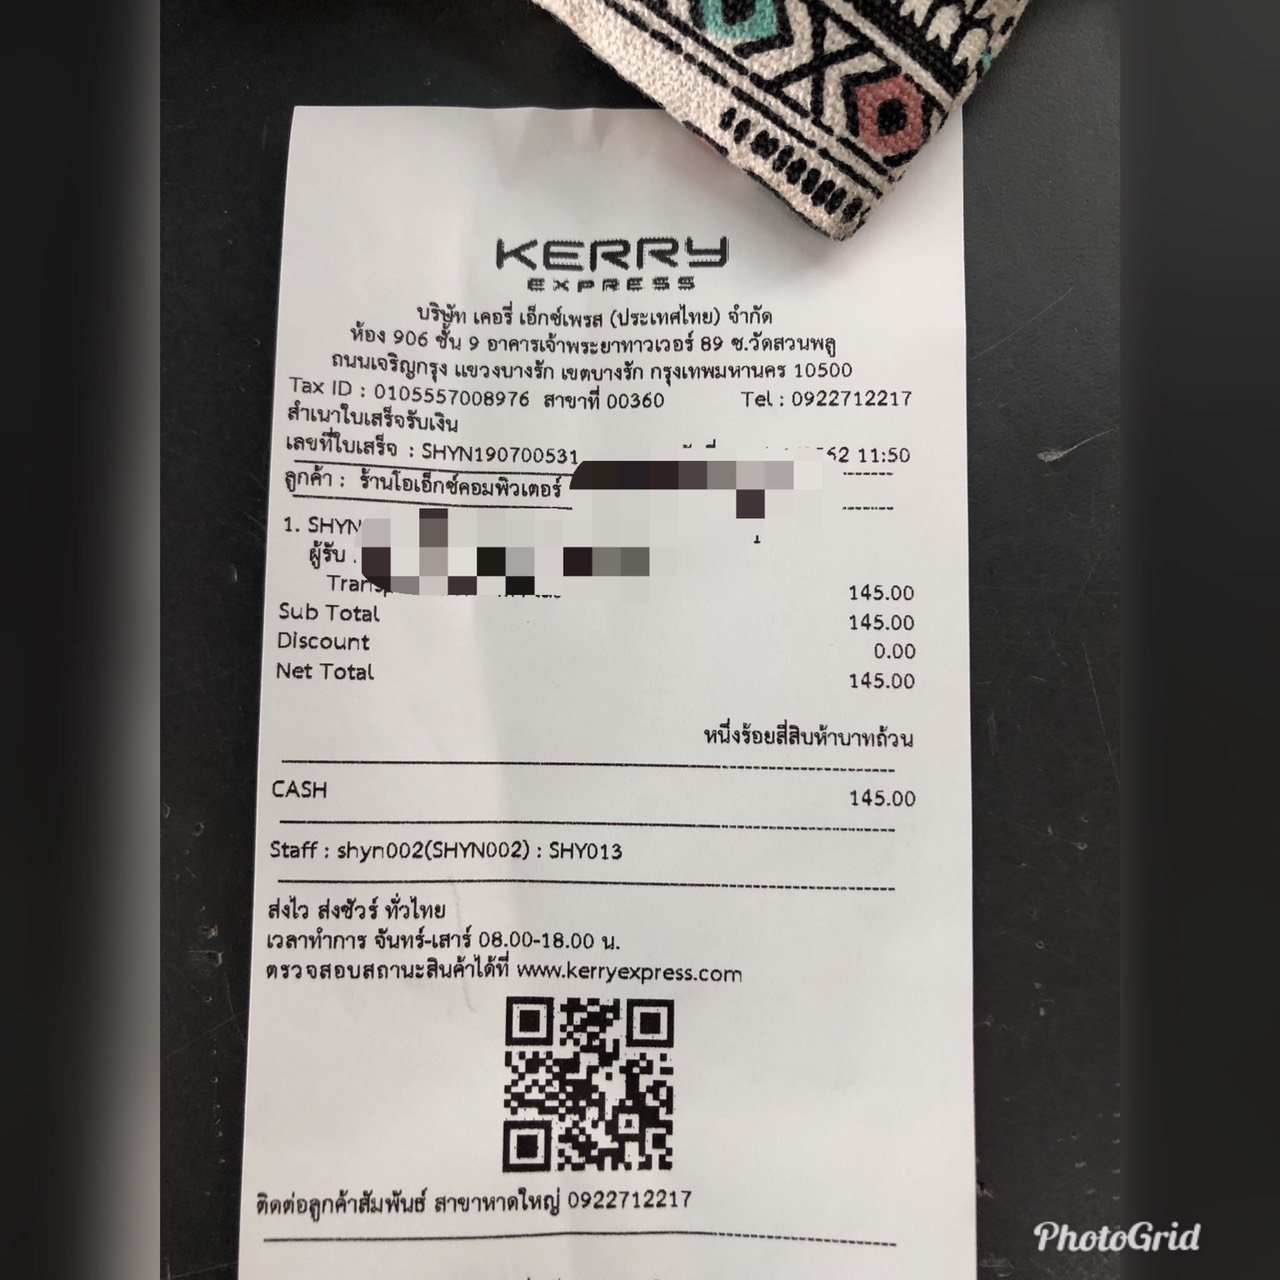 KERRY
EXPRESS
บริษัท เคอรี่ เอ็กซ์เพรส (ประเทศไทย) จำกัด
ห้อง 906 ชั้น 9 อาคารเจ้าพระยาทาวเวอร์ 89 ซ.วัดสวนพลู
ถนนเจริญกรุง แขวงบางรัก เขตบางรัก กรุงเทพมหานคร 10500
Tax ID : 0105557008976 สาขาที่ 00360 Tel : 0922712217
สำเนาใบเสร็จรับเงิน
เลขที่ใบเสร็จ : SHYN190700531 62 11:50
ลูกค้า : ร้านโอเอ็กซ์คอมพิวเตอร์
1. SHYN
ผู้รับ :
145.00
Sub Total 145.00
Discount 0.00
Net Total 145.00
หนึ่งร้อยสี่สิบห้าบาทถ้วน
CASH 145.00
Staff : shyn002(SHYN002) : SHY013
ส่งไว ส่งชัวร์ ทั่วไทย
เวลาทำการ จันทร์-เสาร์ 08.00-18.00 น.
ตรวจสอบสถานะสินค้าได้ที่ www.kerryexpress.com
ติดต่อลูกค้าสัมพันธ์ สาขาหาดใหญ่ 0922712217
PhotoGrid